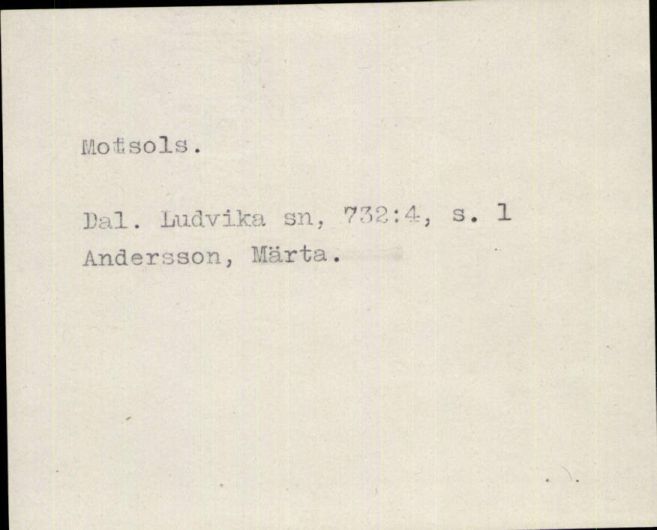 Motsols.
Dal. Ludvika sn, 732:4, s. 1
Andersson, Märta.